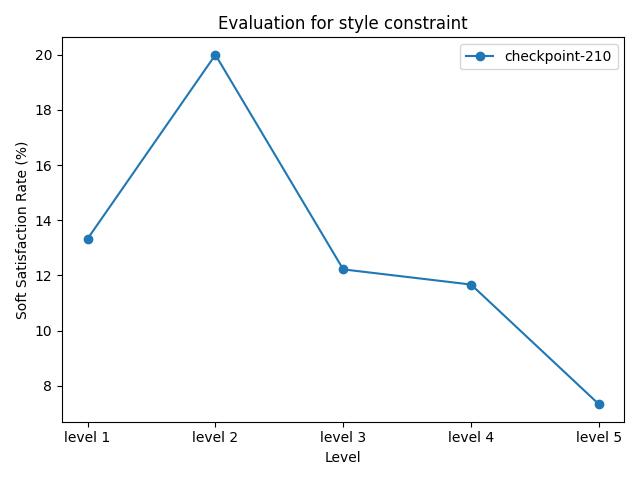 Evaluation for style constraint
checkpoint-210
Soft Satisfaction Rate (%)
20
18
16
14
12
10
8
level 1 level 2 level 3 level 4 level 5
Level